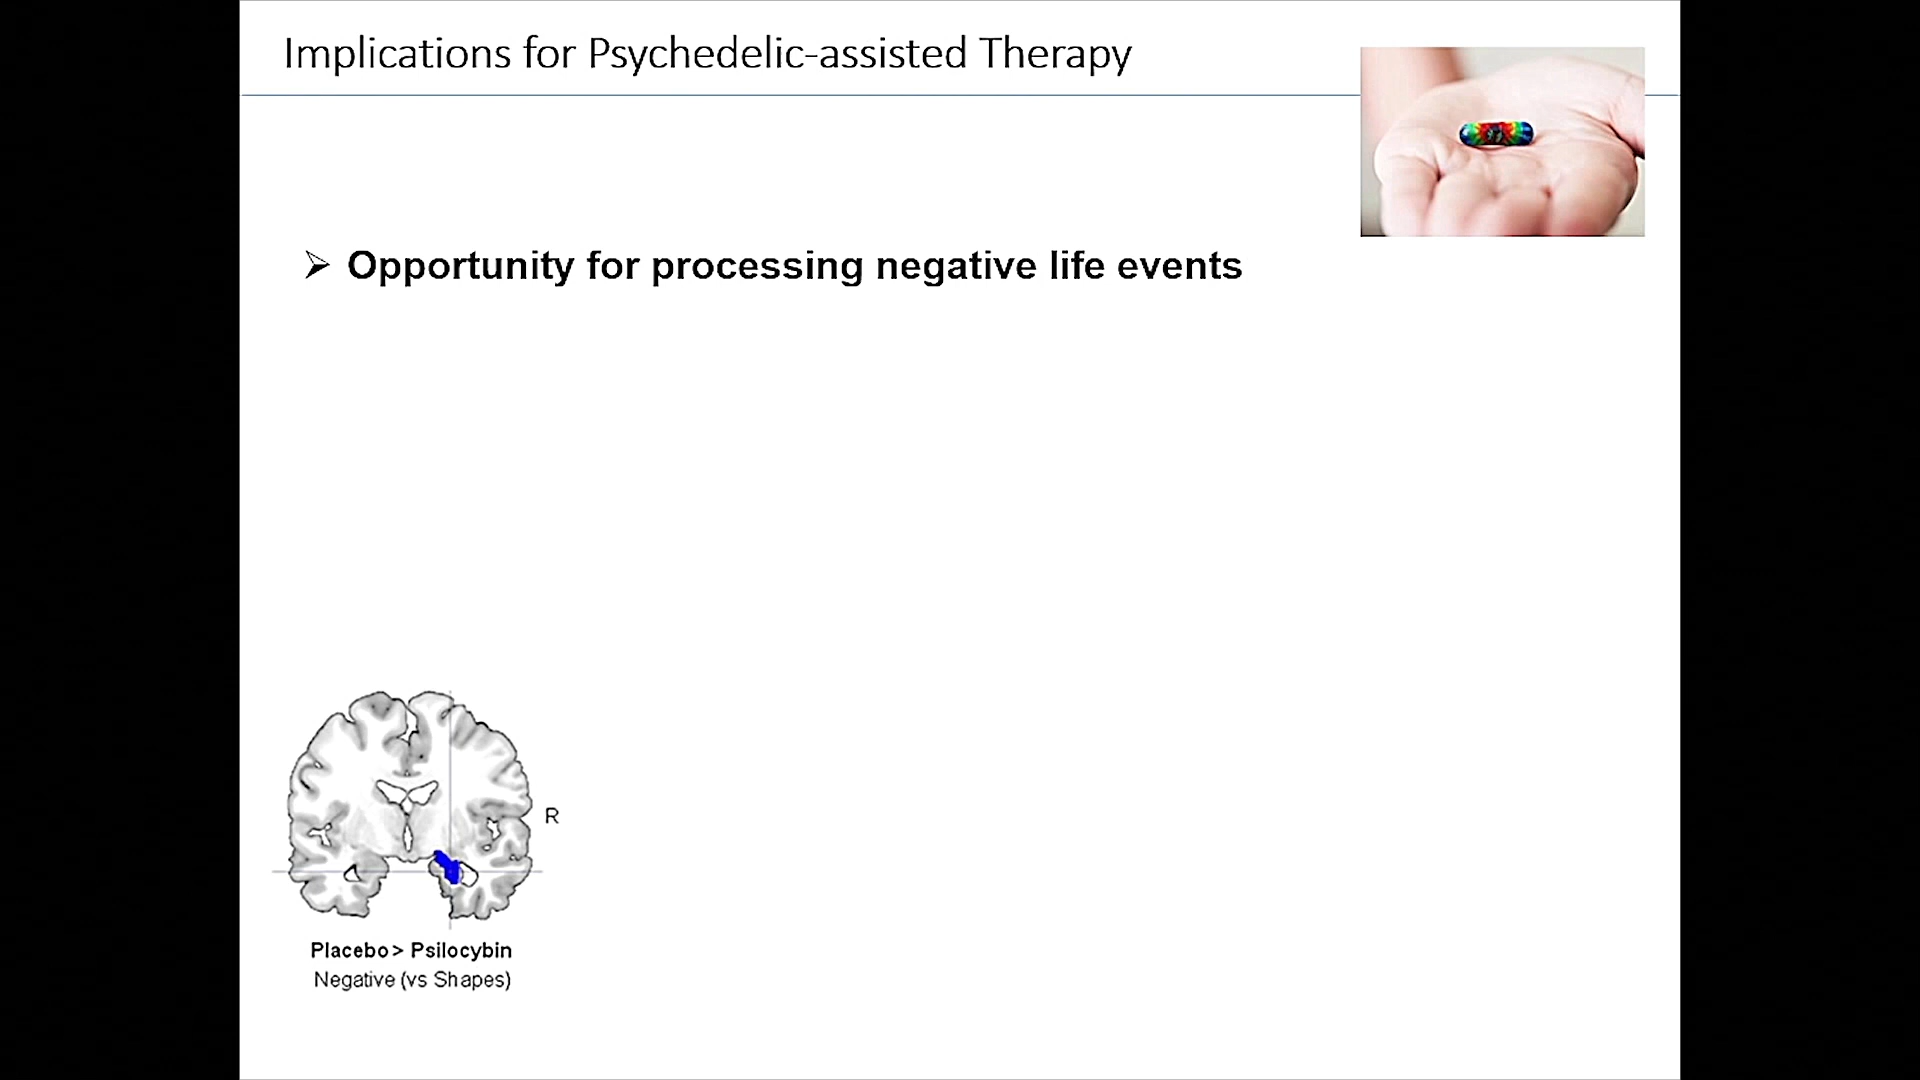 Implications for Psychedelic-assisted Therapy
➢ Opportunity for processing negative life events
R
Placebo > Psilocybin
Negative (vs Shapes)